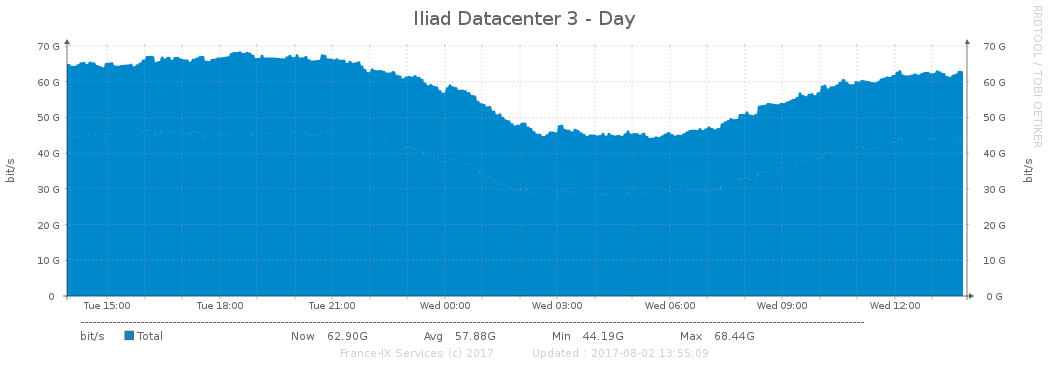 Iliad Datacenter 3 - Day
RRDTOOL / TOBI OETIKER
bit/s
70 G
60 G
50 G
40 G
30 G
20 G
10 G
0
70 G
60 G
50 G
40 G
30 G
20 G
10 G
0 G
bit/s
Tue 15:00 Tue 18:00 Tue 21:00 Wed 00:00 Wed 03:00 Wed 06:00 Wed 09:00 Wed 12:00
bit/s Total Now 62.90G Avg 57.88G Min 44.19G Max 68.44G
France-IX Services (c) 2017 Updated : 2017-08-02 13:55:09